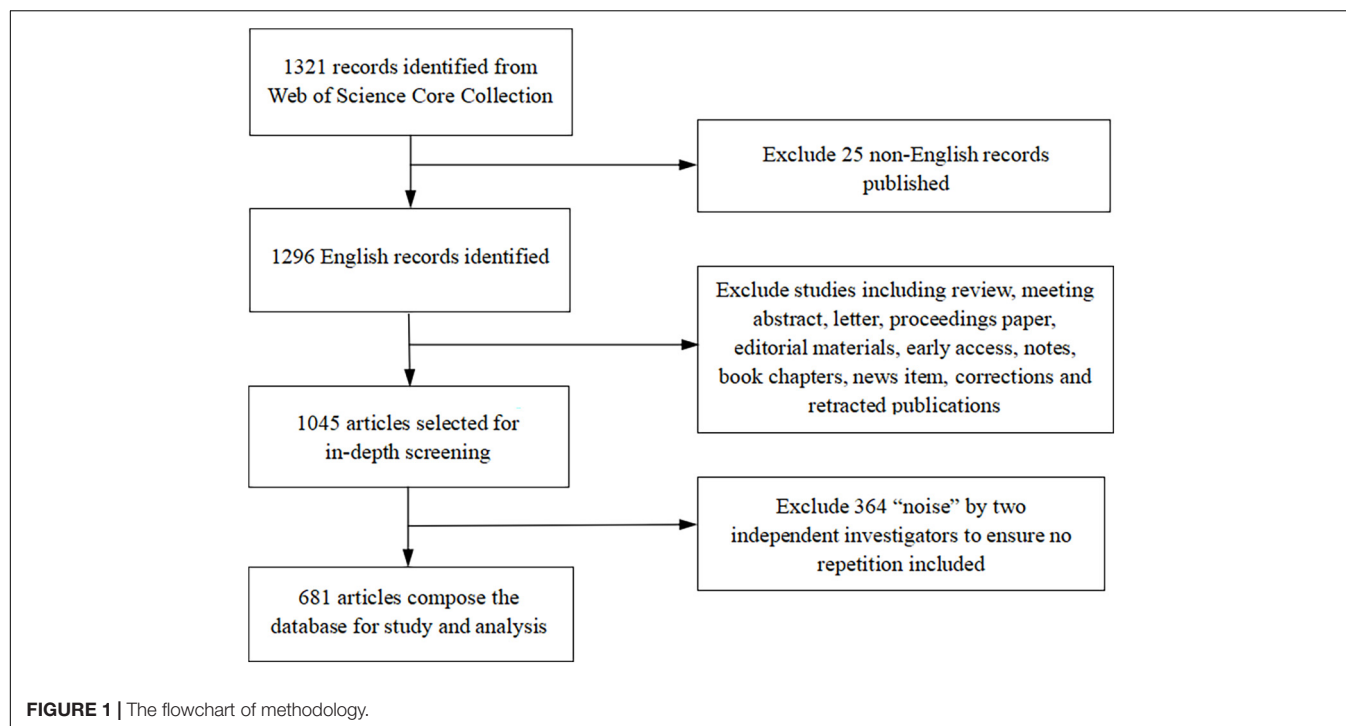 1321 records identified from
Web of Science Core Collection
Exclude 25 non-English records
published
1296 English records identified
Exclude studies including review, meeting
abstract, letter, proceedings paper,
editorial materials, early access, notes,
book chapters, news item, corrections and
retracted publications
1045 articles selected for
in-depth screening
Exclude 364 “noise” by two
independent investigators to ensure no
repetition included
681 articles compose the
database for study and analysis
FIGURE 1 | The flowchart of methodology.